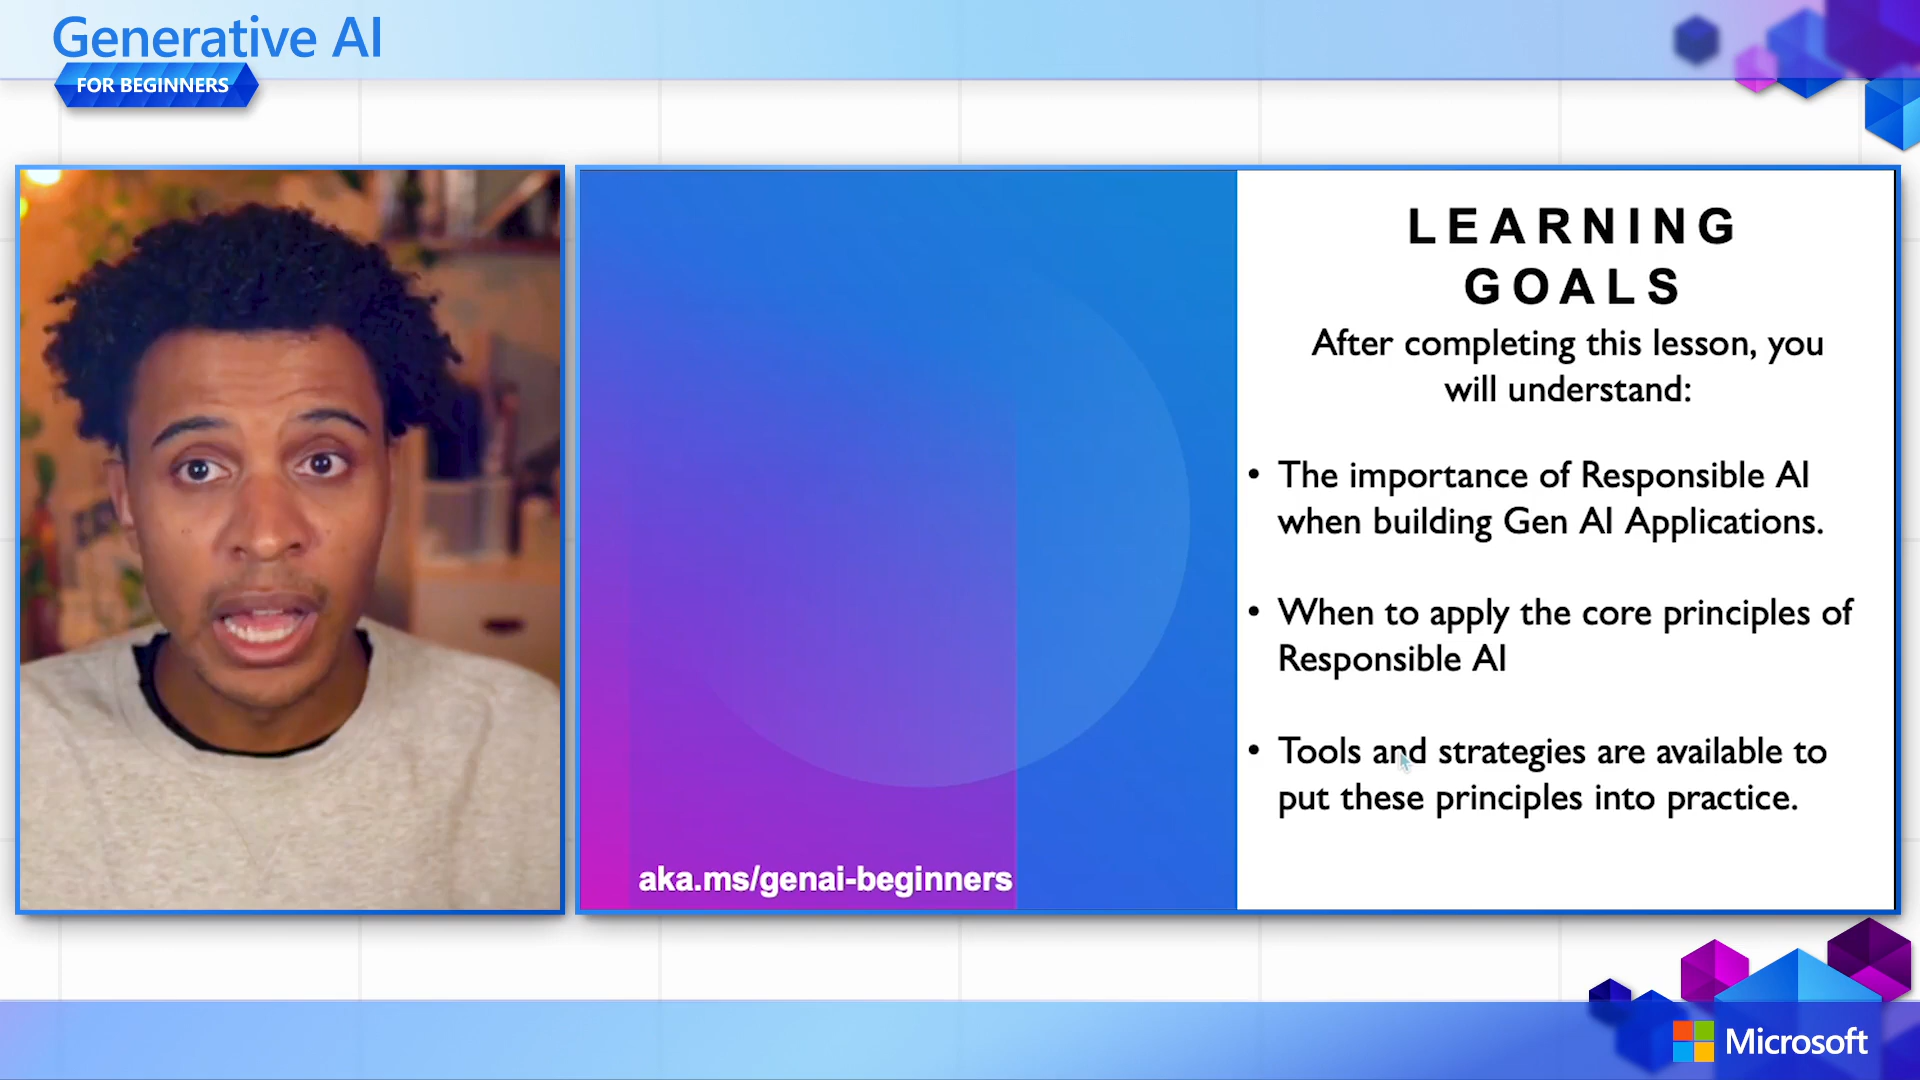 Generative AI
FOR BEGINNERS
LEARNING
GOALS
After completing this lesson, you
will understand:
• The importance of Responsible AI
when building Gen AI Applications.
• When to apply the core principles of
Responsible AI
• Tools and strategies are available to
put these principles into practice.
aka.ms/genai-beginners
Microsoft